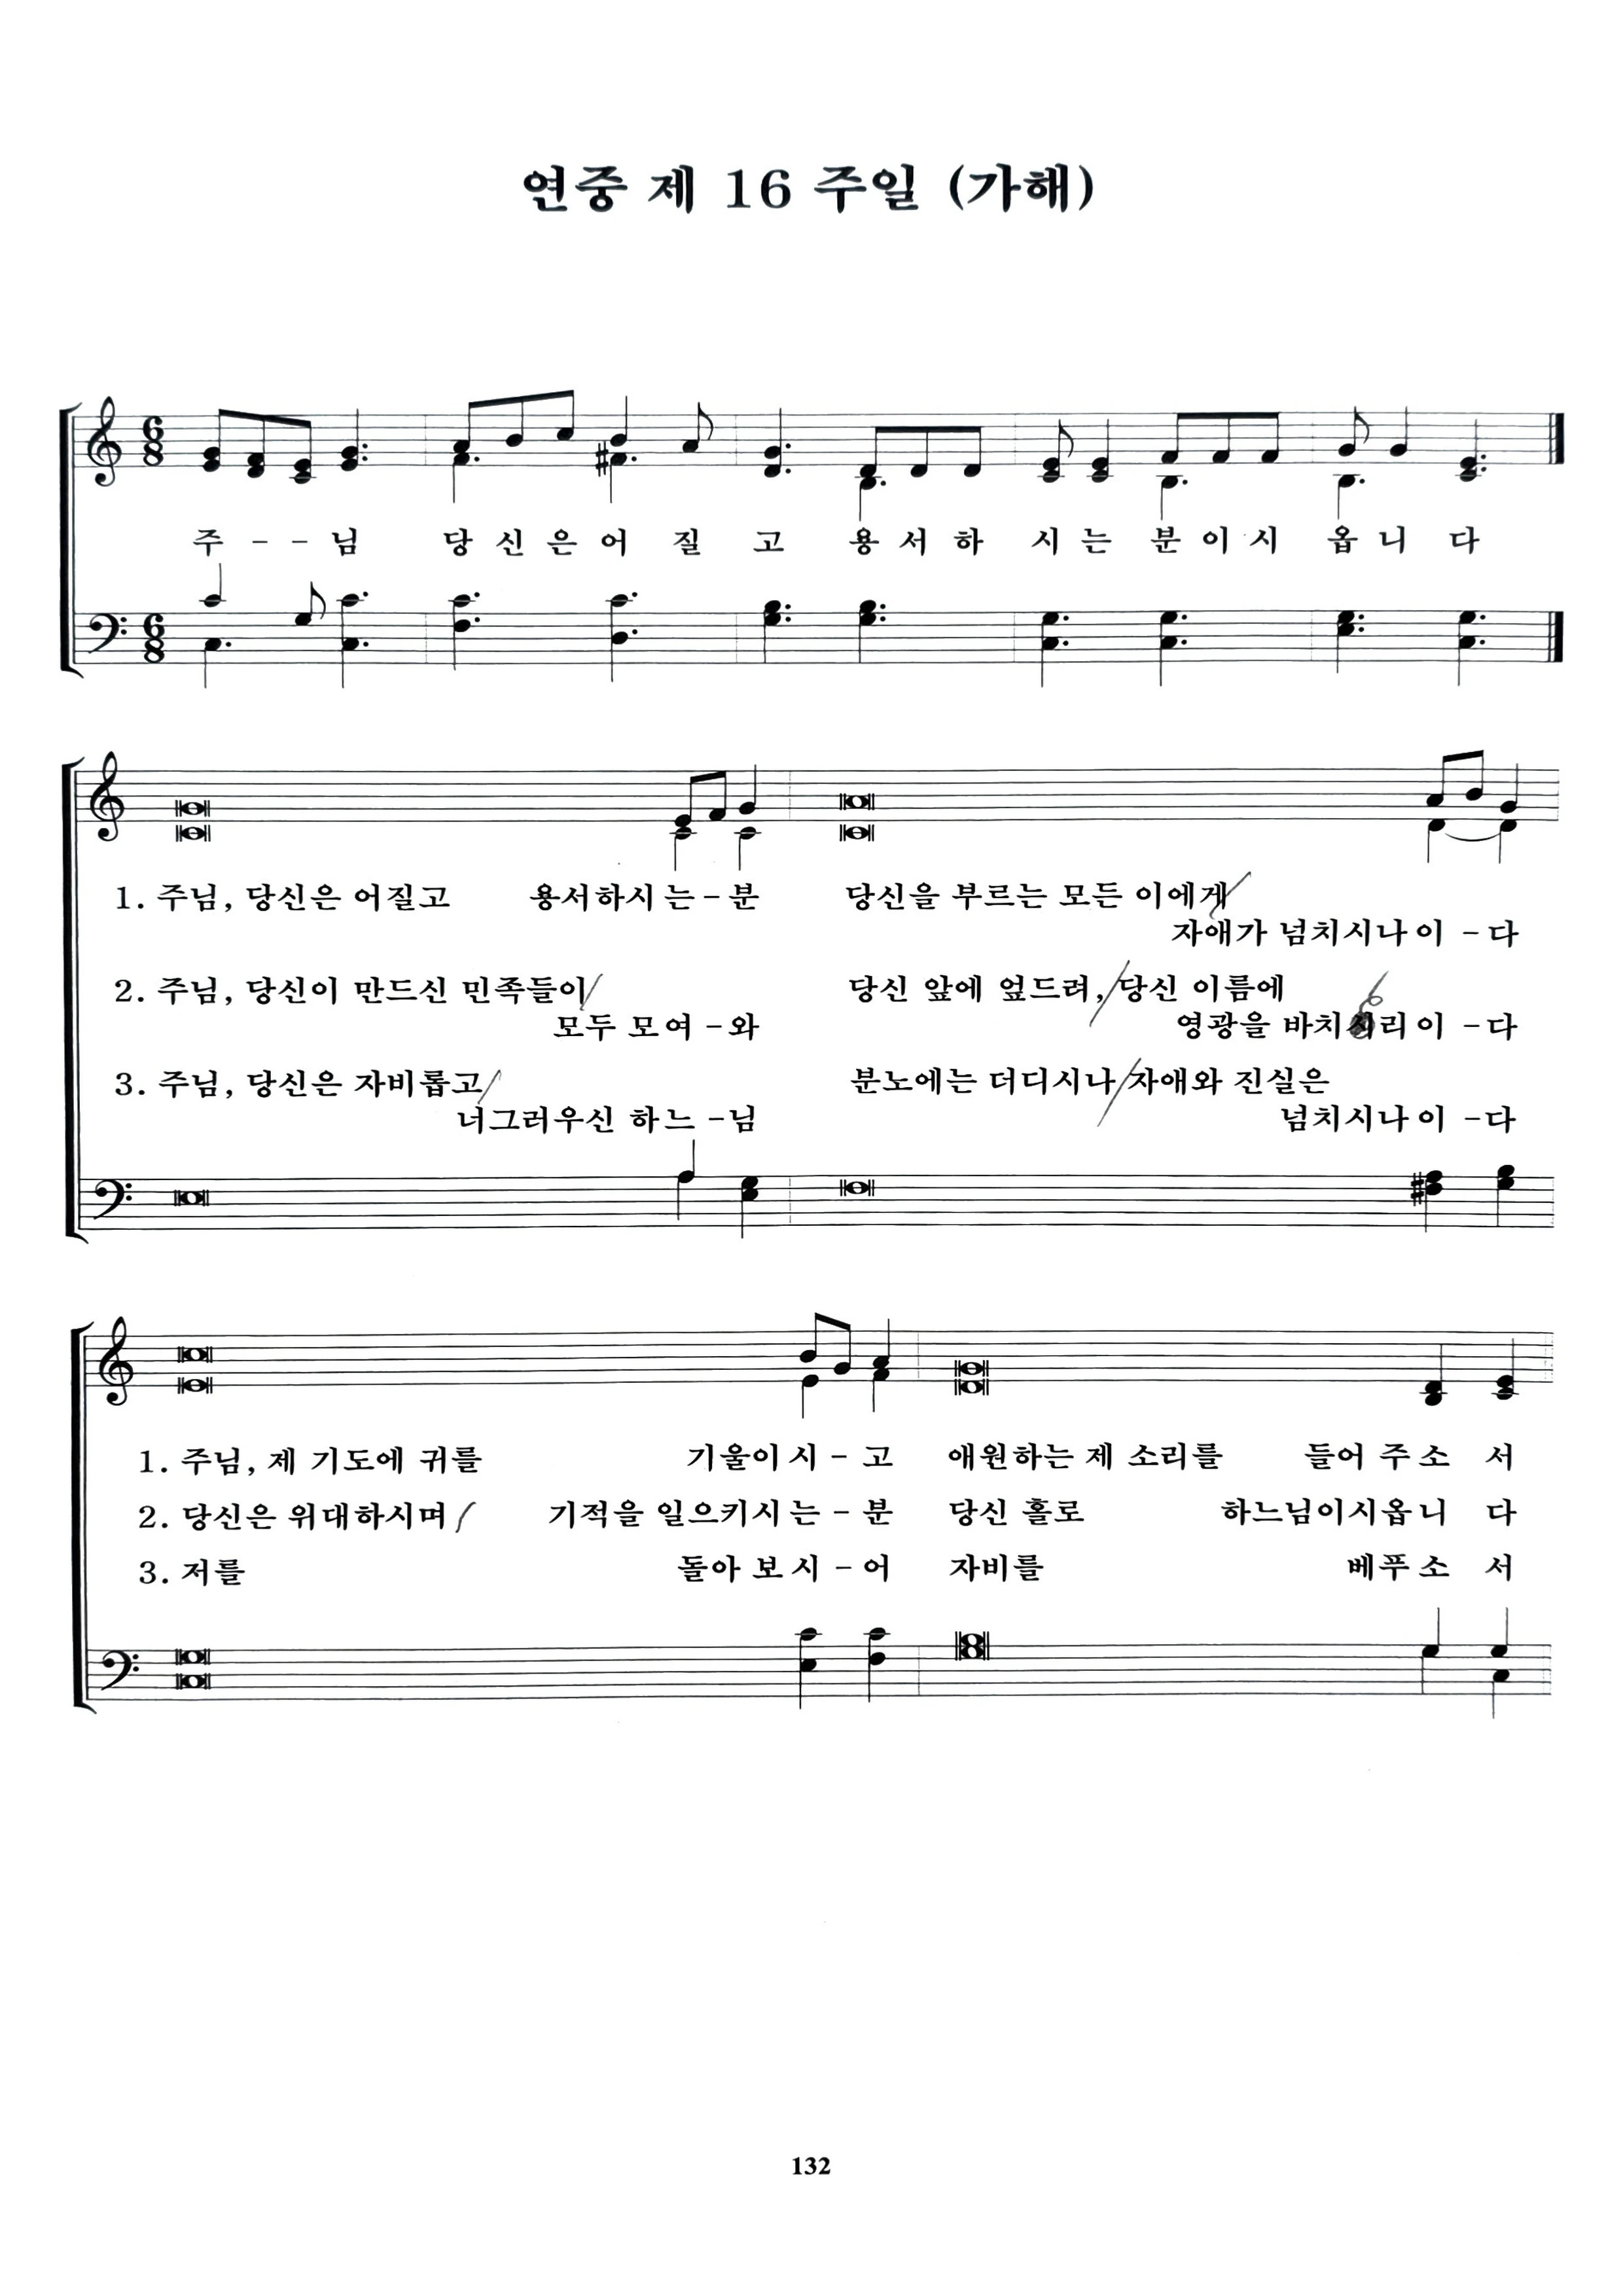 연중 제 16 주일 (가해)
6
8
주 - - 님 당 신 은 어 질 고 용 서 하 시 는 분 이 시 옵 니 다
6
8
1. 주님, 당신은 어질고 용서하시 는 - 분 당신을 부르는 모든 이에게/
자애가 넘치시나 이 - 다
2. 주님, 당신이 만드신 민족들이/ 당신 앞에 엎드려,/당신 이름에
모두 모 여 - 와 영광을 바치리 이 - 다
3. 주님, 당신은 자비롭고/ 분노에는 더디시나/자애와 진실은
너그러우신 하 느 - 님 넘치시나 이 - 다
1. 주님, 제 기도에 귀를 기울이 시 - 고 애원하는 제 소리를 들어 주 소 서
2. 당신은 위대하시며/ 기적을 일으키시 는 - 분 당신 홀로 하느님이시옵 니 다
3. 저를 돌아 보 시 - 어 자비를 베푸 소 서
132